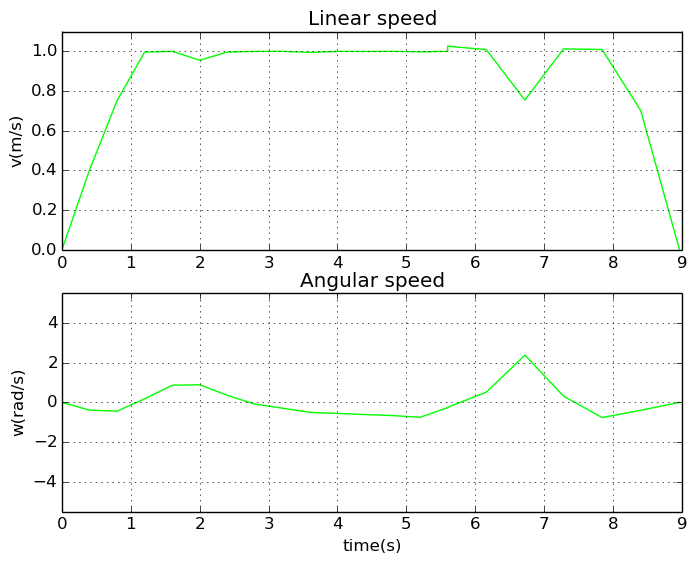 Linear speed
1.0
0.8
0.6
0.4
0.2
0.0
v(m/s)
0 1 2 3 4 5 6 7 8 9
Angular speed
4
2
0
−2
−4
w(rad/s)
0 1 2 3 4 5 6 7 8 9
time(s)